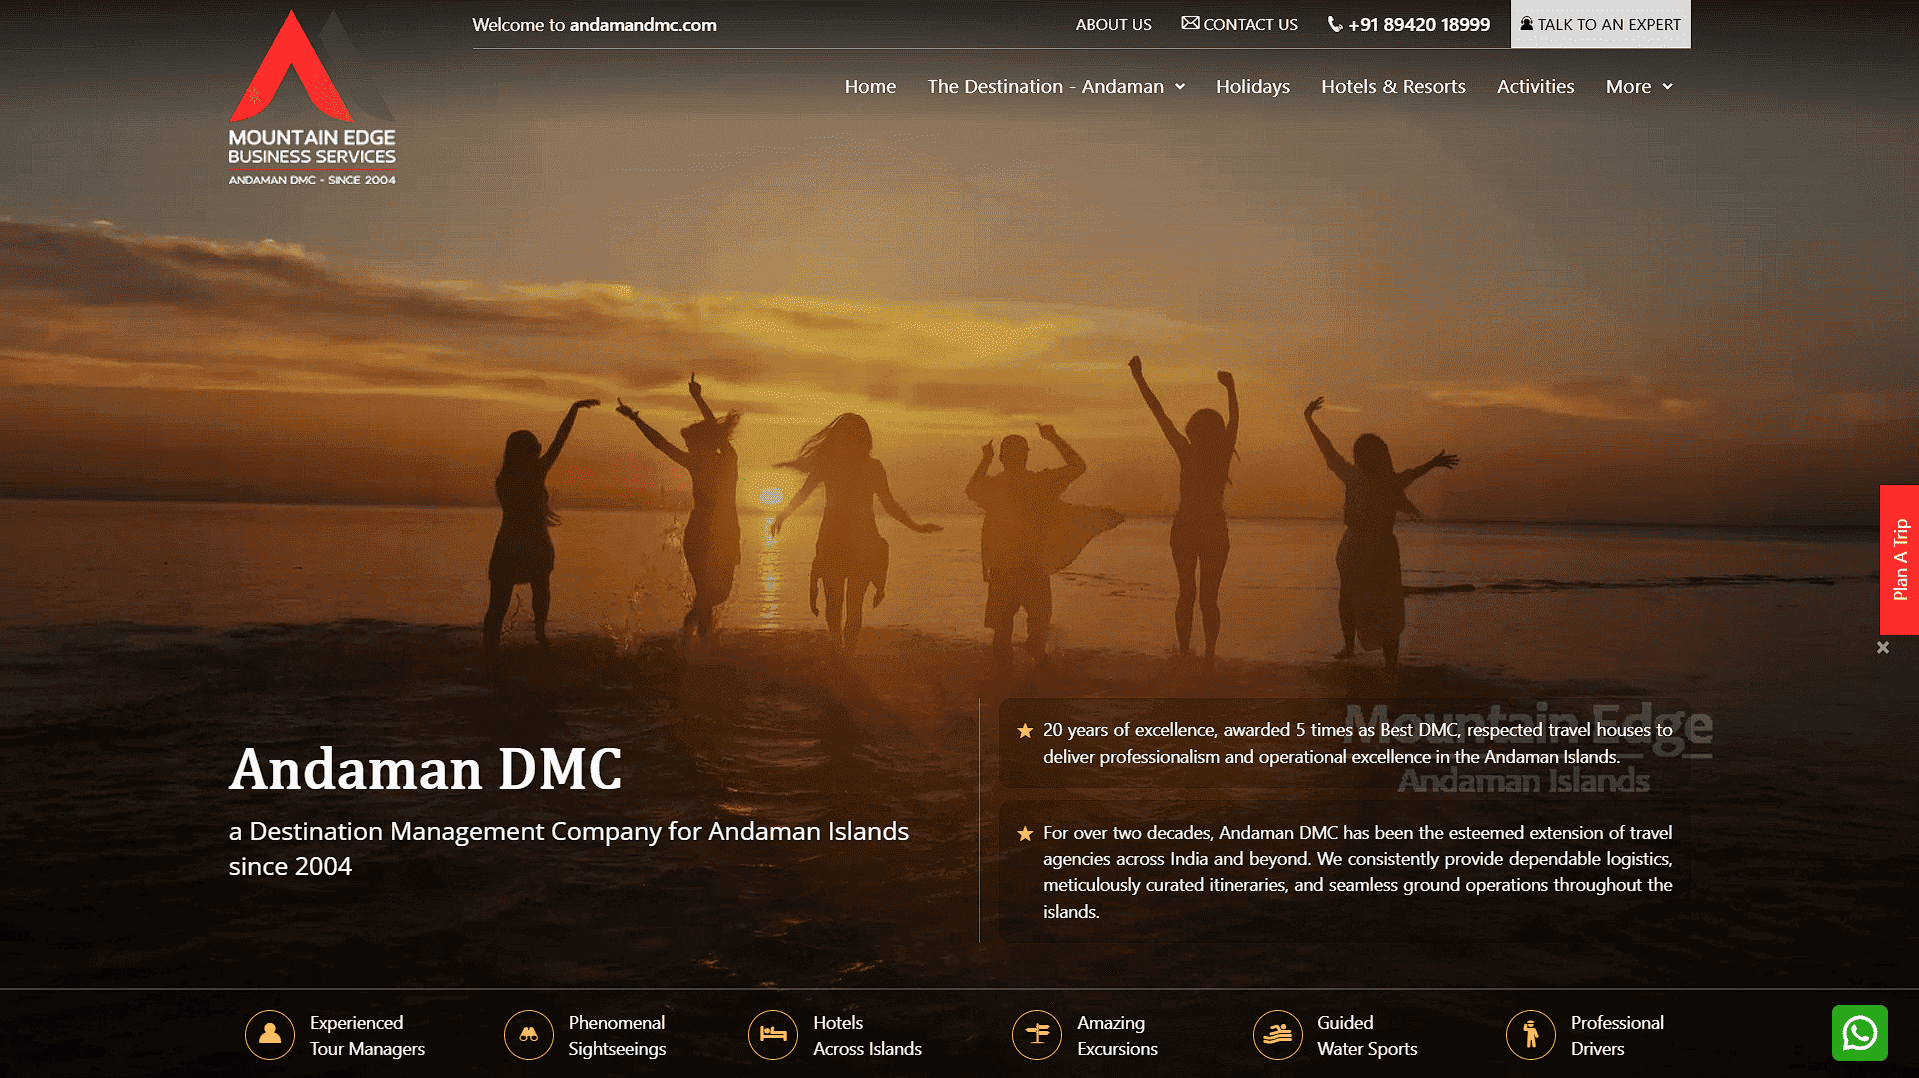 Welcome to andamandmc.com
ABOUT US
CONTACT US
+91 89420 18999
TALK TO AN EXPERT
MOUNTAIN EDGE
BUSINESS SERVICES
ANDAMAN DMC - SINCE 2004
Home
The Destination - Andaman
Holidays
Hotels & Resorts
Activities
More
Plan A Trip
Andaman DMC
a Destination Management Company for Andaman Islands
since 2004
Mountain Edge
Andaman Islands
20 years of excellence, awarded 5 times as Best DMC, respected travel houses to
deliver professionalism and operational excellence in the Andaman Islands.
For over two decades, Andaman DMC has been the esteemed extension of travel
agencies across India and beyond. We consistently provide dependable logistics,
meticulously curated itineraries, and seamless ground operations throughout the
islands.
Experienced
Tour Managers
Phenomenal
Sightseeings
Hotels
Across Islands
Amazing
Excursions
Guided
Water Sports
Professional
Drivers